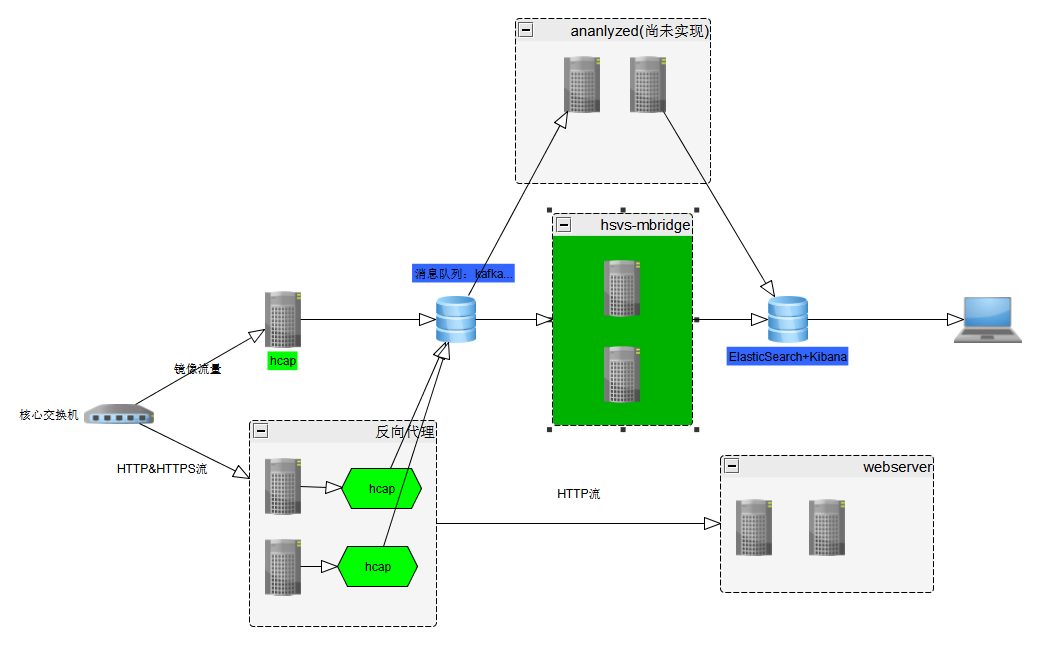 ananlyzed(尚未实现)
hsvs-mbridge
消息队列：kafka...
hcap
镜像流量
ElasticSearch+Kibana
核心交换机
反向代理
HTTP&HTTPS流
webserver
hcap
HTTP流
hcap